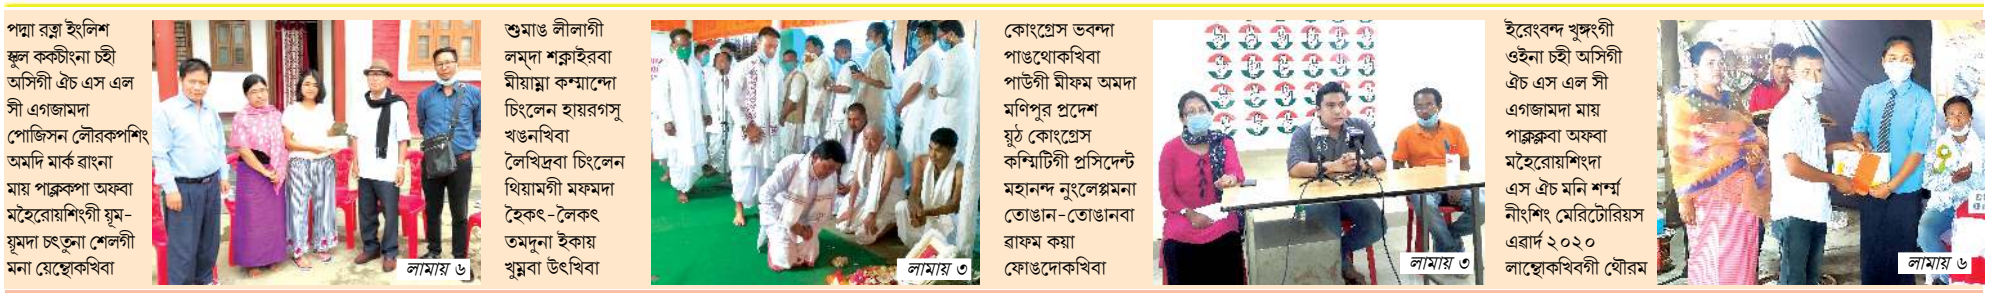 পদ্মা রত্না ইংলিশ
স্কুল ককচীংনা চহী
অসিগী ঐচ এস এল
সী এগজামদা
পোজিসন লৌরকপশিং
অমদি মার্ক ৱাংনা
মায় পাক্লকপা অফবা
মহৈরোয়শিংগী য়ূম-
য়ূমদা চৎতুনা শেলগী
মনা য়েন্থোকখিবা
লামায় ৬
শুমাঙ লীলাগী
লম্দা শক্নাইরবা
মীয়াম্না কম্মান্দো
চিংলেন হায়রগসু
খঙনখিবা
লৈখিদ্রবা চিংলেন
থিয়ামগী মফমদা
হৈকৎ-লৈকৎ
তমদুনা ইকায়
খুম্নবা উৎখিবা
লামায় ৩
কোংগ্রেস ভবন্দা
পাঙথোকখিবা
পাউগী মীফম অমদা
মণিপুর প্রদেশ
য়ুঠ কোংগ্রেস
কম্মিটিগী প্রসিদেন্ট
মহানন্দ নুংলেপ্পমনা
তোঙান-তোঙানবা
ৱাফম কয়া
ফোঙদোকখিবা
লামায় ৩
ইরেংবন্দ খুঙ্গংগী
ওইনা চহী অসিগী
ঐচ এস এল সী
এগজামদা মায়
পাক্লক্লবা অফবা
মহৈরোয়শিংদা
এস ঐচ মনি শর্ম্ম
নীংশিং মেরিটোরিয়স
এৱার্দ ২০২০
লান্থোকখিবগী থৌরম
লামায় ৬